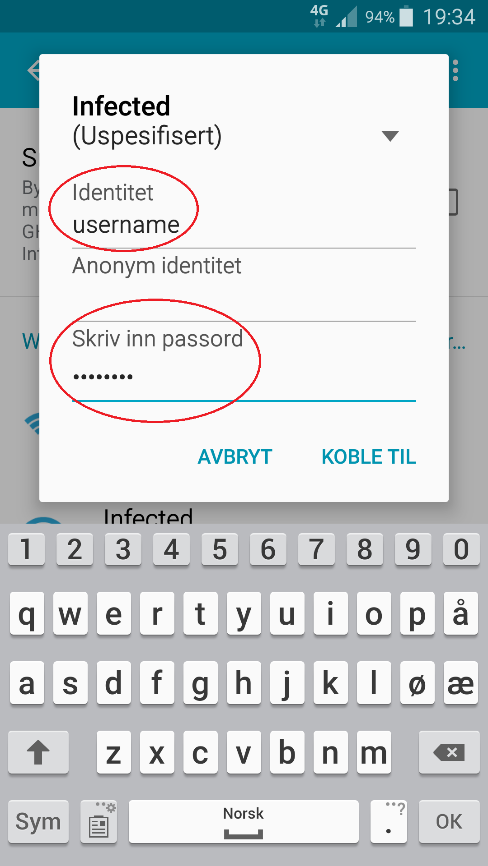 4G 94% 19:34
Infected
(Uspesifisert)
Identitet
username
Anonym identitet
Skriv inn passord
••••••••
AVBRYT KOBLE TIL
Infected
1 2 3 4 5 6 7 8 9 0
q w e r t y u i o p å
a s d f g h j k l ø æ
z x c v b n m
Sym Norsk . ? OK